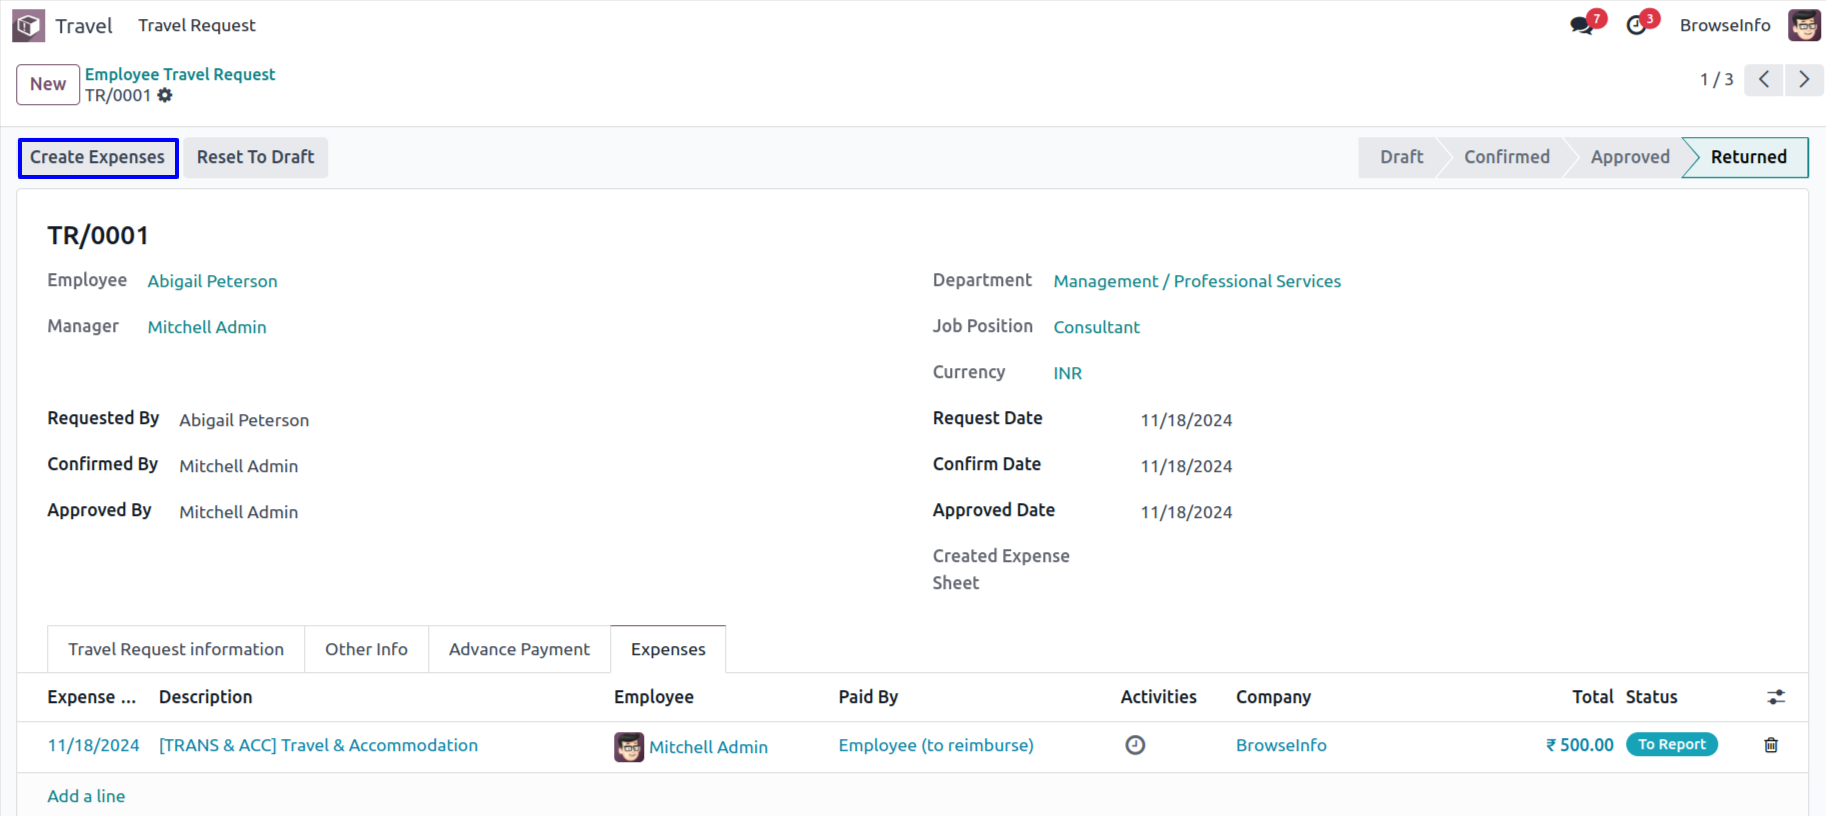 Travel Travel Request 7 3 BrowseInfo
New Employee Travel Request
TR/0001 1 / 3
Create Expenses Reset To Draft Draft Confirmed Approved Returned
TR/0001
Employee Abigail Peterson Department Management / Professional Services
Manager Mitchell Admin Job Position Consultant
Currency INR
Requested By Abigail Peterson Request Date 11/18/2024
Confirmed By Mitchell Admin Confirm Date 11/18/2024
Approved By Mitchell Admin Approved Date 11/18/2024
Created Expense
Sheet
Travel Request information Other Info Advance Payment Expenses
Expense ... Description Employee Paid By Activities Company Total Status
11/18/2024 [TRANS & ACC] Travel & Accommodation Mitchell Admin Employee (to reimburse) BrowseInfo ₹ 500.00 To Report
Add a line